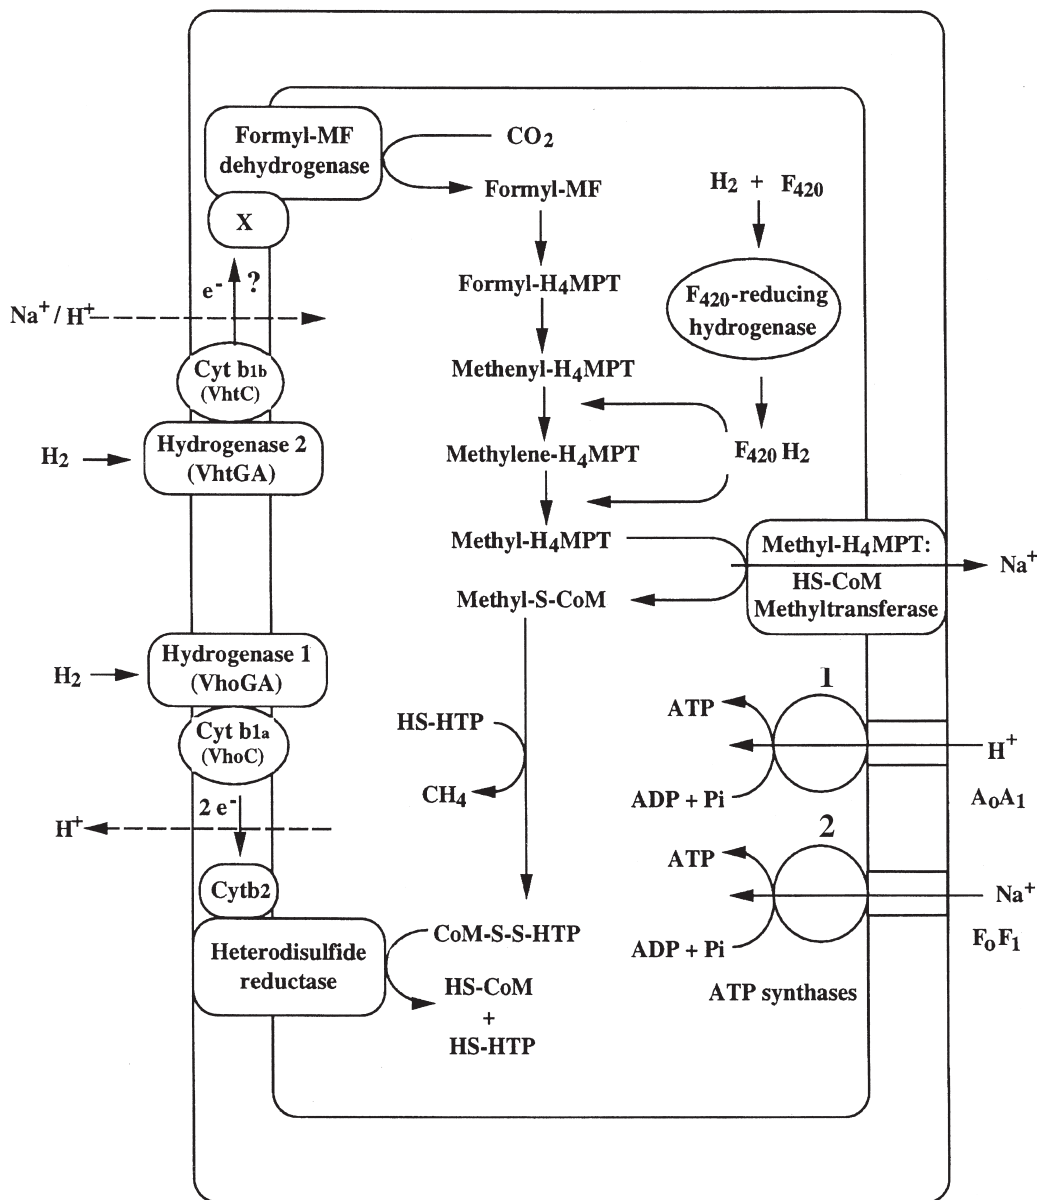 Formyl-MF
dehydrogenase
CO2
Formyl-MF
H2 + F420
X
e- ?
Formyl-H4MPT
F420-reducing
hydrogenase
Na+ / H+
Cyt b1b
(VhtC)
Methenyl-H4MPT
H2
Hydrogenase 2
(VhtGA)
Methylene-H4MPT
F420 H2
Methyl-H4MPT
Methyl-H4MPT:
HS-CoM
Methyltransferase
Na+
Methyl-S-CoM
H2
Hydrogenase 1
(VhoGA)
Cyt b1a
(VhoC)
HS-HTP
CH4
1
ATP
ADP + Pi
H+
AoA1
2 e-
H+
2
ATP
ADP + Pi
Na+
FoF1
Cytb2
Heterodisulfide
reductase
CoM-S-S-HTP
HS-CoM
+
HS-HTP
ATP synthases